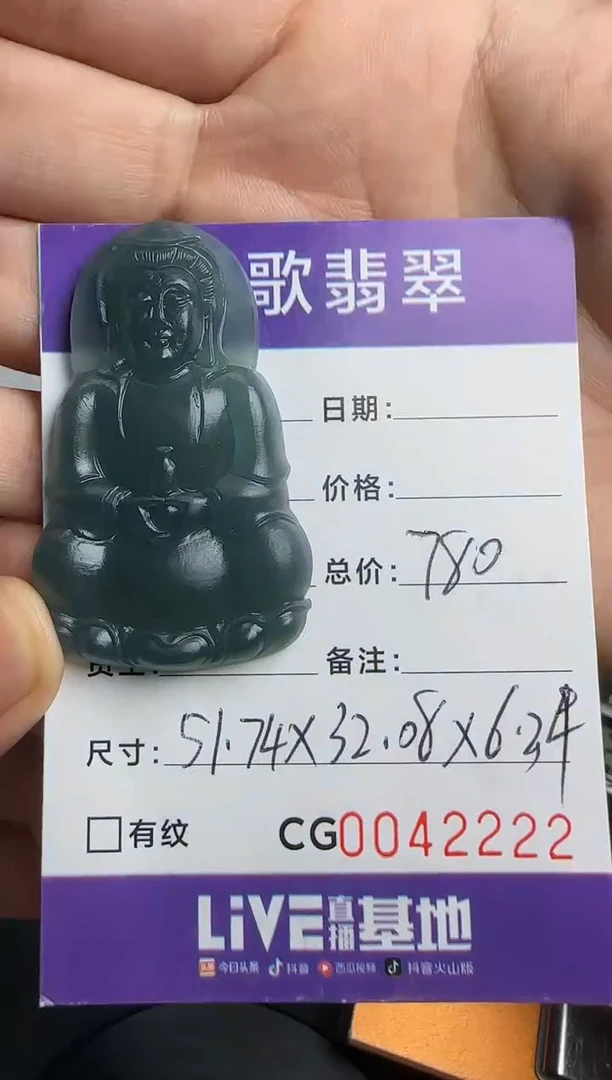 歌翡翠
日期:
价格:
总价: 780
备注:
尺寸: 51.74X32.08X6.34
有纹 CG0042222
LiVE直播基地
头条 今日头条 抖音 西瓜视频 抖音火山版